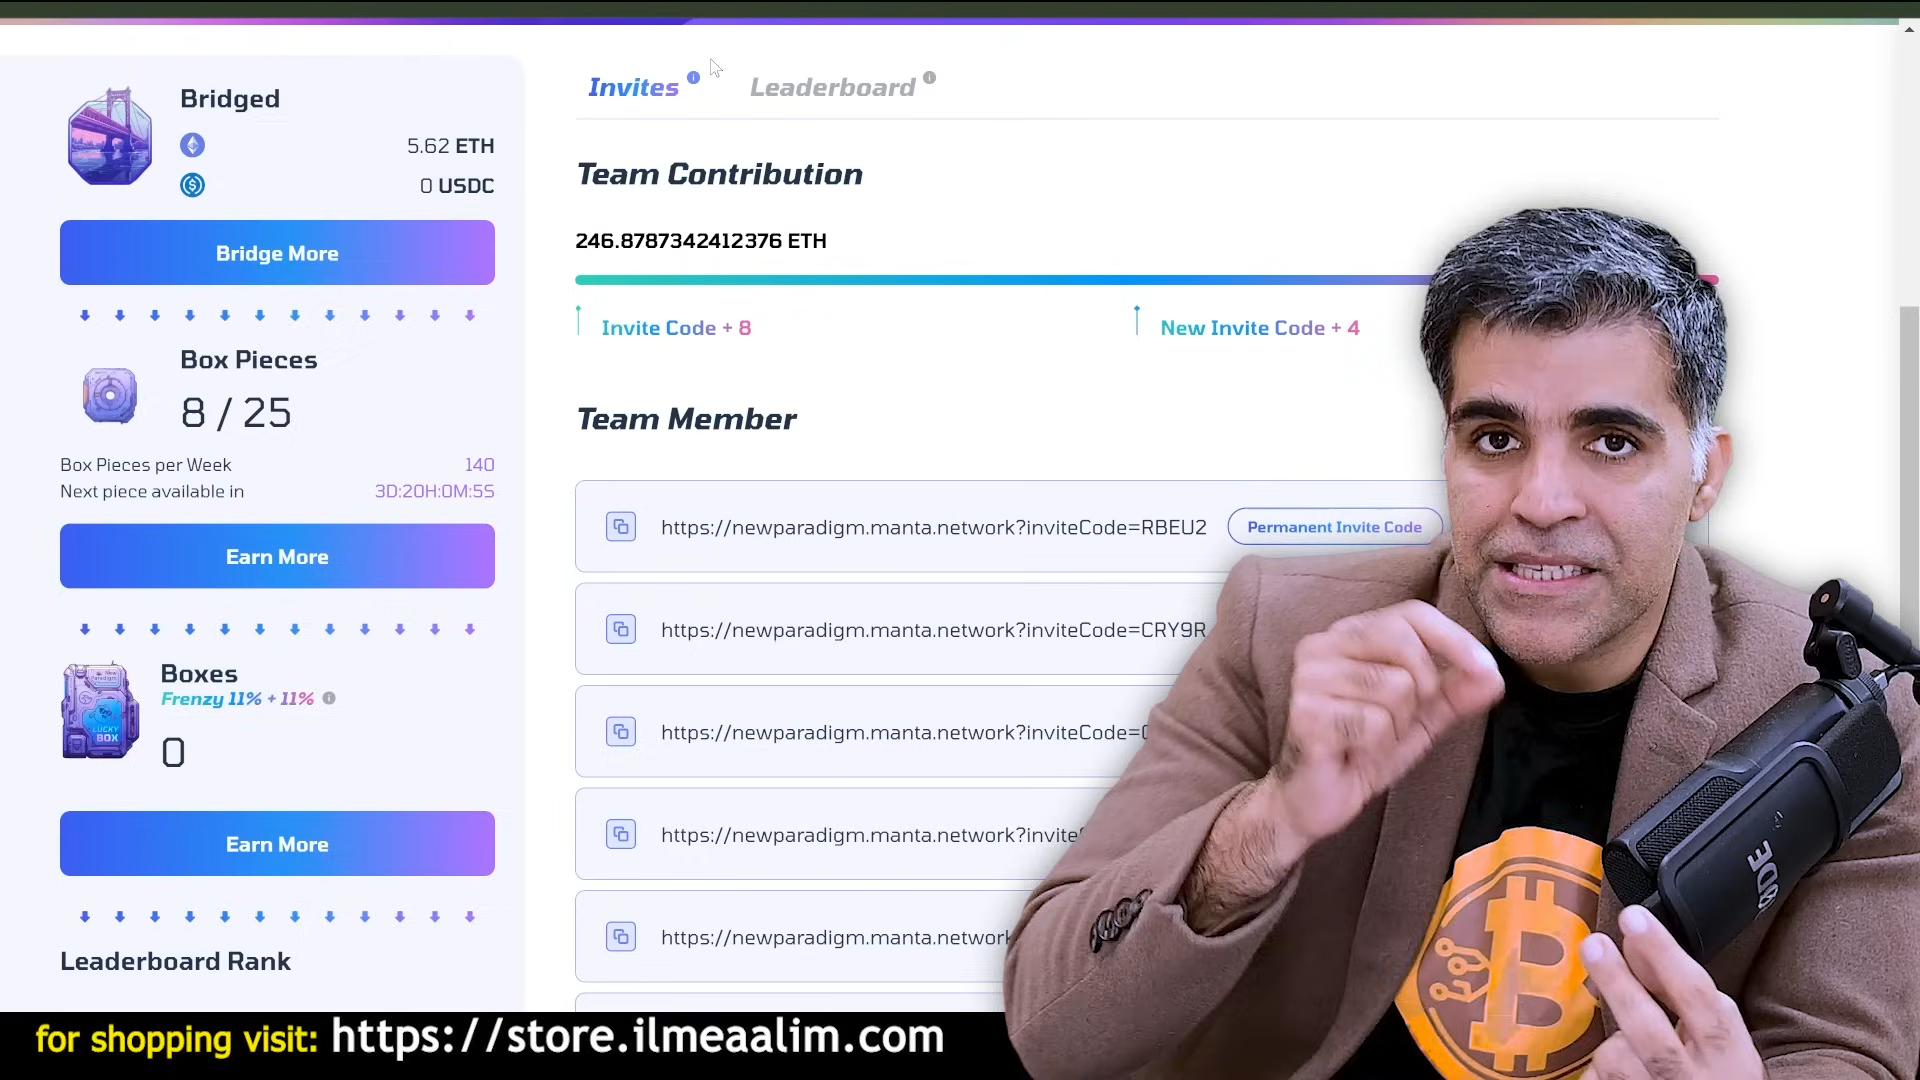 Bridged
5.62 ETH
0 USDC
Bridge More
Box Pieces
8 / 25
Box Pieces per Week 140
Next piece available in 3D:20H:0M:5S
Earn More
Boxes
Frenzy 11% + 11%
LUCKY
BOX
0
Earn More
Leaderboard Rank
Invites
Leaderboard
Team Contribution
246.8787342412376 ETH
Invite Code + 8
New Invite Code + 4
Team Member
https://newparadigm.manta.network?inviteCode=RBEU2
Permanent Invite Code
https://newparadigm.manta.network?inviteCode=CRY9R
https://newparadigm.manta.network?inviteCode=
https://newparadigm.manta.network?invite
https://newparadigm.manta.network
for shopping visit: https://store.ilmeaalim.com